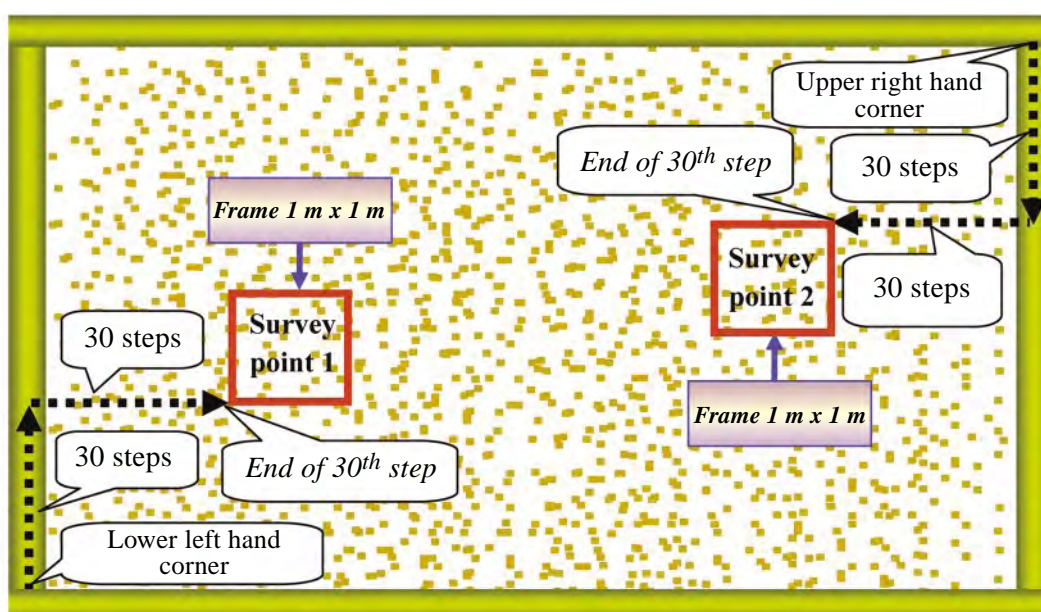 Upper right hand
corner
End of 30th step
30 steps
Frame 1 m x 1 m
Survey
point 2
30 steps
Survey
point 1
30 steps
Frame 1 m x 1 m
30 steps
End of 30th step
Lower left hand
corner